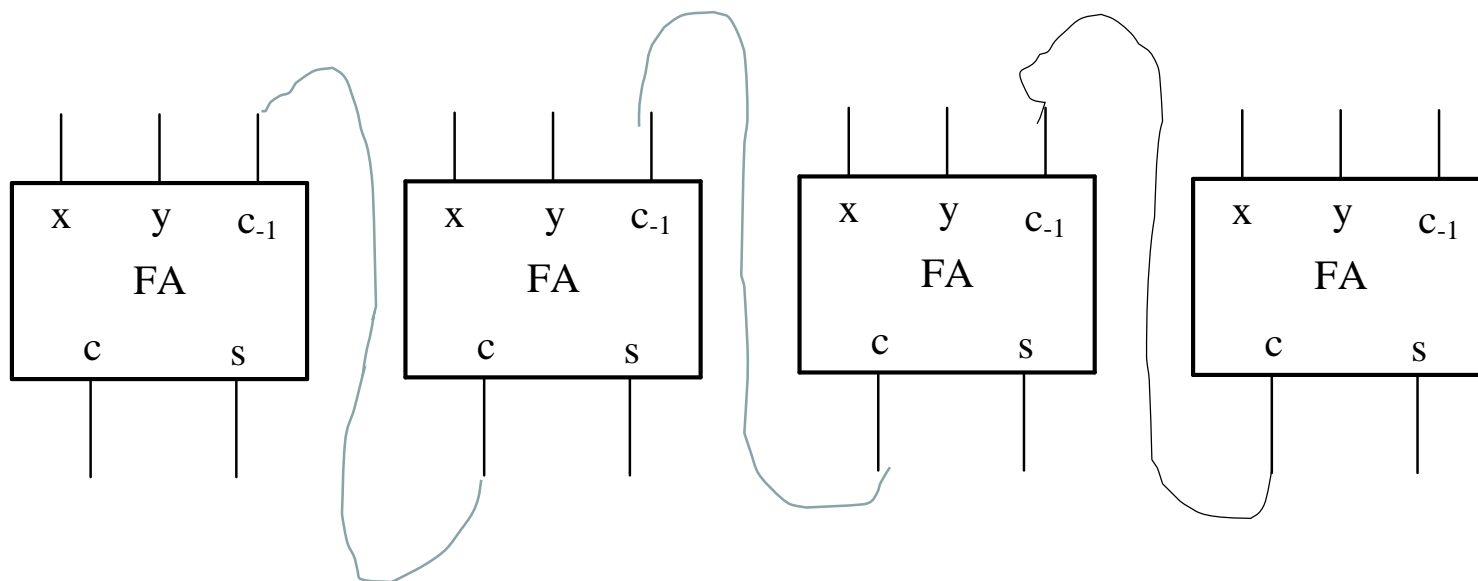 x y c₋₁ x y c₋₁ x y c₋₁ x y c₋₁
FA FA FA FA
c s c s c s c s